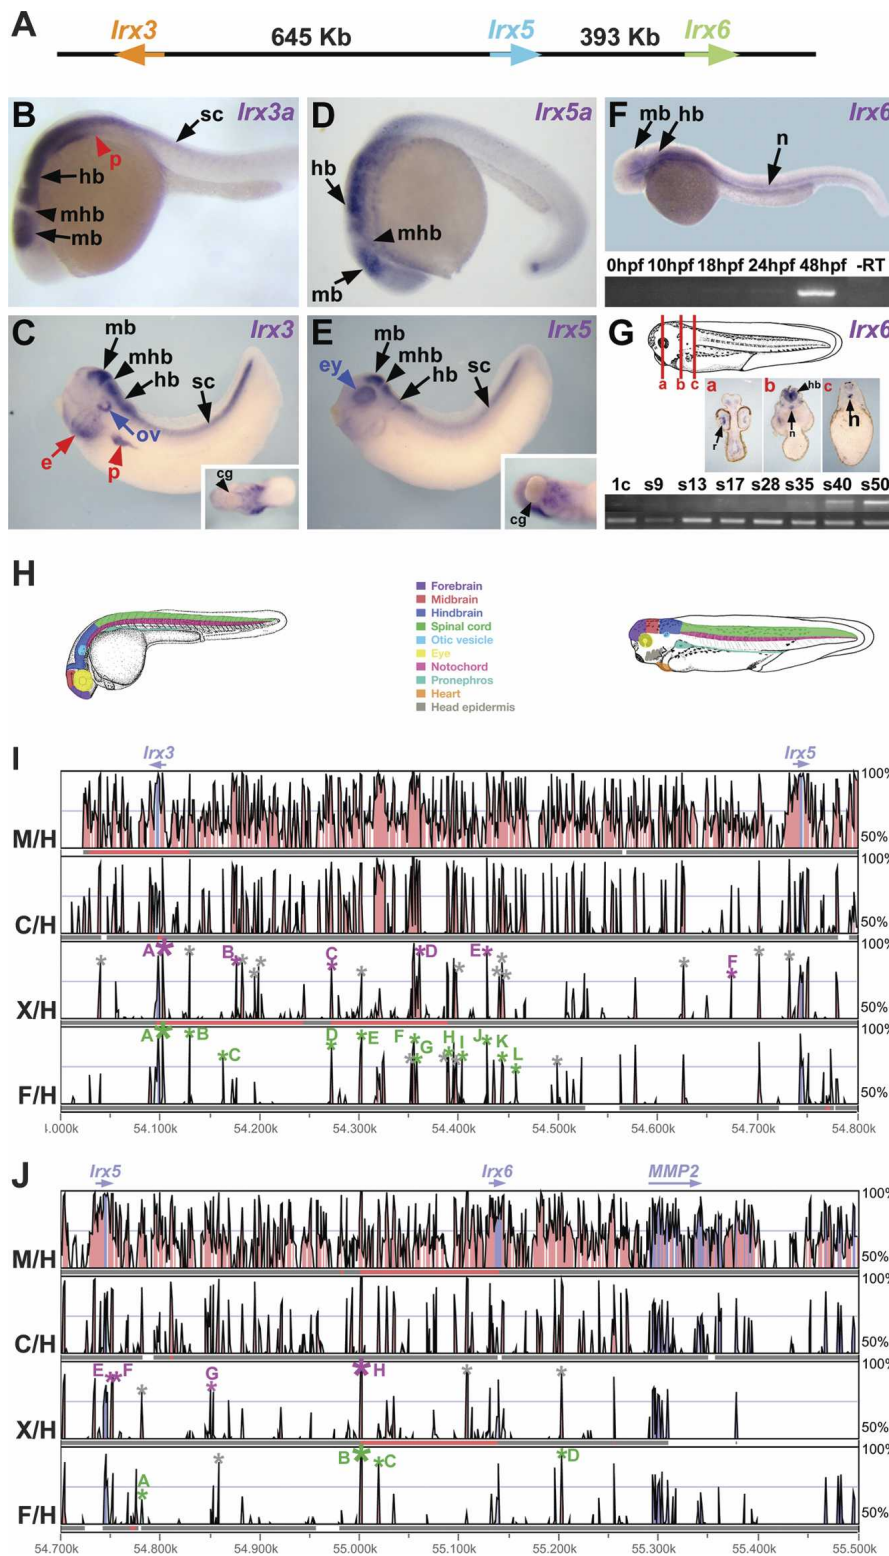 A
Irx3
645 Kb
Irx5
393 Kb
Irx6
B
Irx3a
sc
p
hb
mhb
mb
D
Irx5a
hb
mhb
mb
F
Irx6
mb
hb
n
0hpf 10hpf 18hpf 24hpf 48hpf -RT
C
Irx3
mb
mhb
hb
sc
ov
e
p
cg
E
Irx5
mb
ey
mhb
hb
sc
cg
G
Irx6
a b c
a
r
b
hb
n
c
n
1c s9 s13 s17 s28 s35 s40 s50
H
Forebrain
Midbrain
Hindbrain
Spinal cord
Otic vesicle
Eye
Notochord
Pronephros
Heart
Head epidermis
I
Irx3
Irx5
M/H
100%
50%
C/H
100%
50%
X/H
100%
50%
A * * B * * * C * * * D * E * * * * F * * *
F/H
100%
50%
A * * B * C D * * E F * * * G H * * * I J * K * L * *
.000k 54.100k 54.200k 54.300k 54.400k 54.500k 54.600k 54.700k 54.800k
J
Irx5
Irx6
MMP2
M/H
100%
50%
C/H
100%
50%
X/H
100%
50%
E * * F * G * * H * *
F/H
100%
50%
A * * B * * C * D
54.700k 54.800k 54.900k 55.000k 55.100k 55.200k 55.300k 55.400k 55.500k